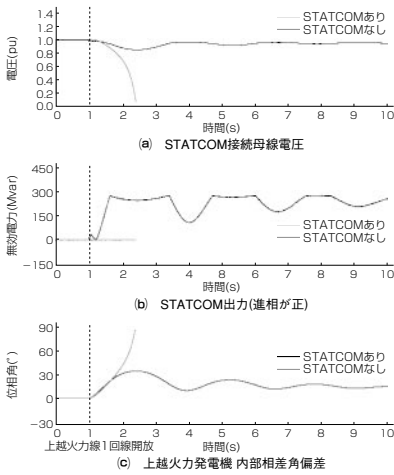 1.4
1.2
1.0
0.8
0.6
0.4
0.2
0.0
電圧(pu)
STATCOMあり
STATCOMなし
0 1 2 3 4 5 6 7 8 9 10
時間(s)
(a) STATCOM接続母線電圧
450
300
150
0
−150
無効電力(Mvar)
STATCOMあり
STATCOMなし
0 1 2 3 4 5 6 7 8 9 10
時間(s)
(b) STATCOM出力(進相が正)
90
60
30
0
−30
位相角(°)
STATCOMあり
STATCOMなし
0 1 2 3 4 5 6 7 8 9 10
上越火力線1回線開放 時間(s)
(c) 上越火力発電機 内部相差角偏差